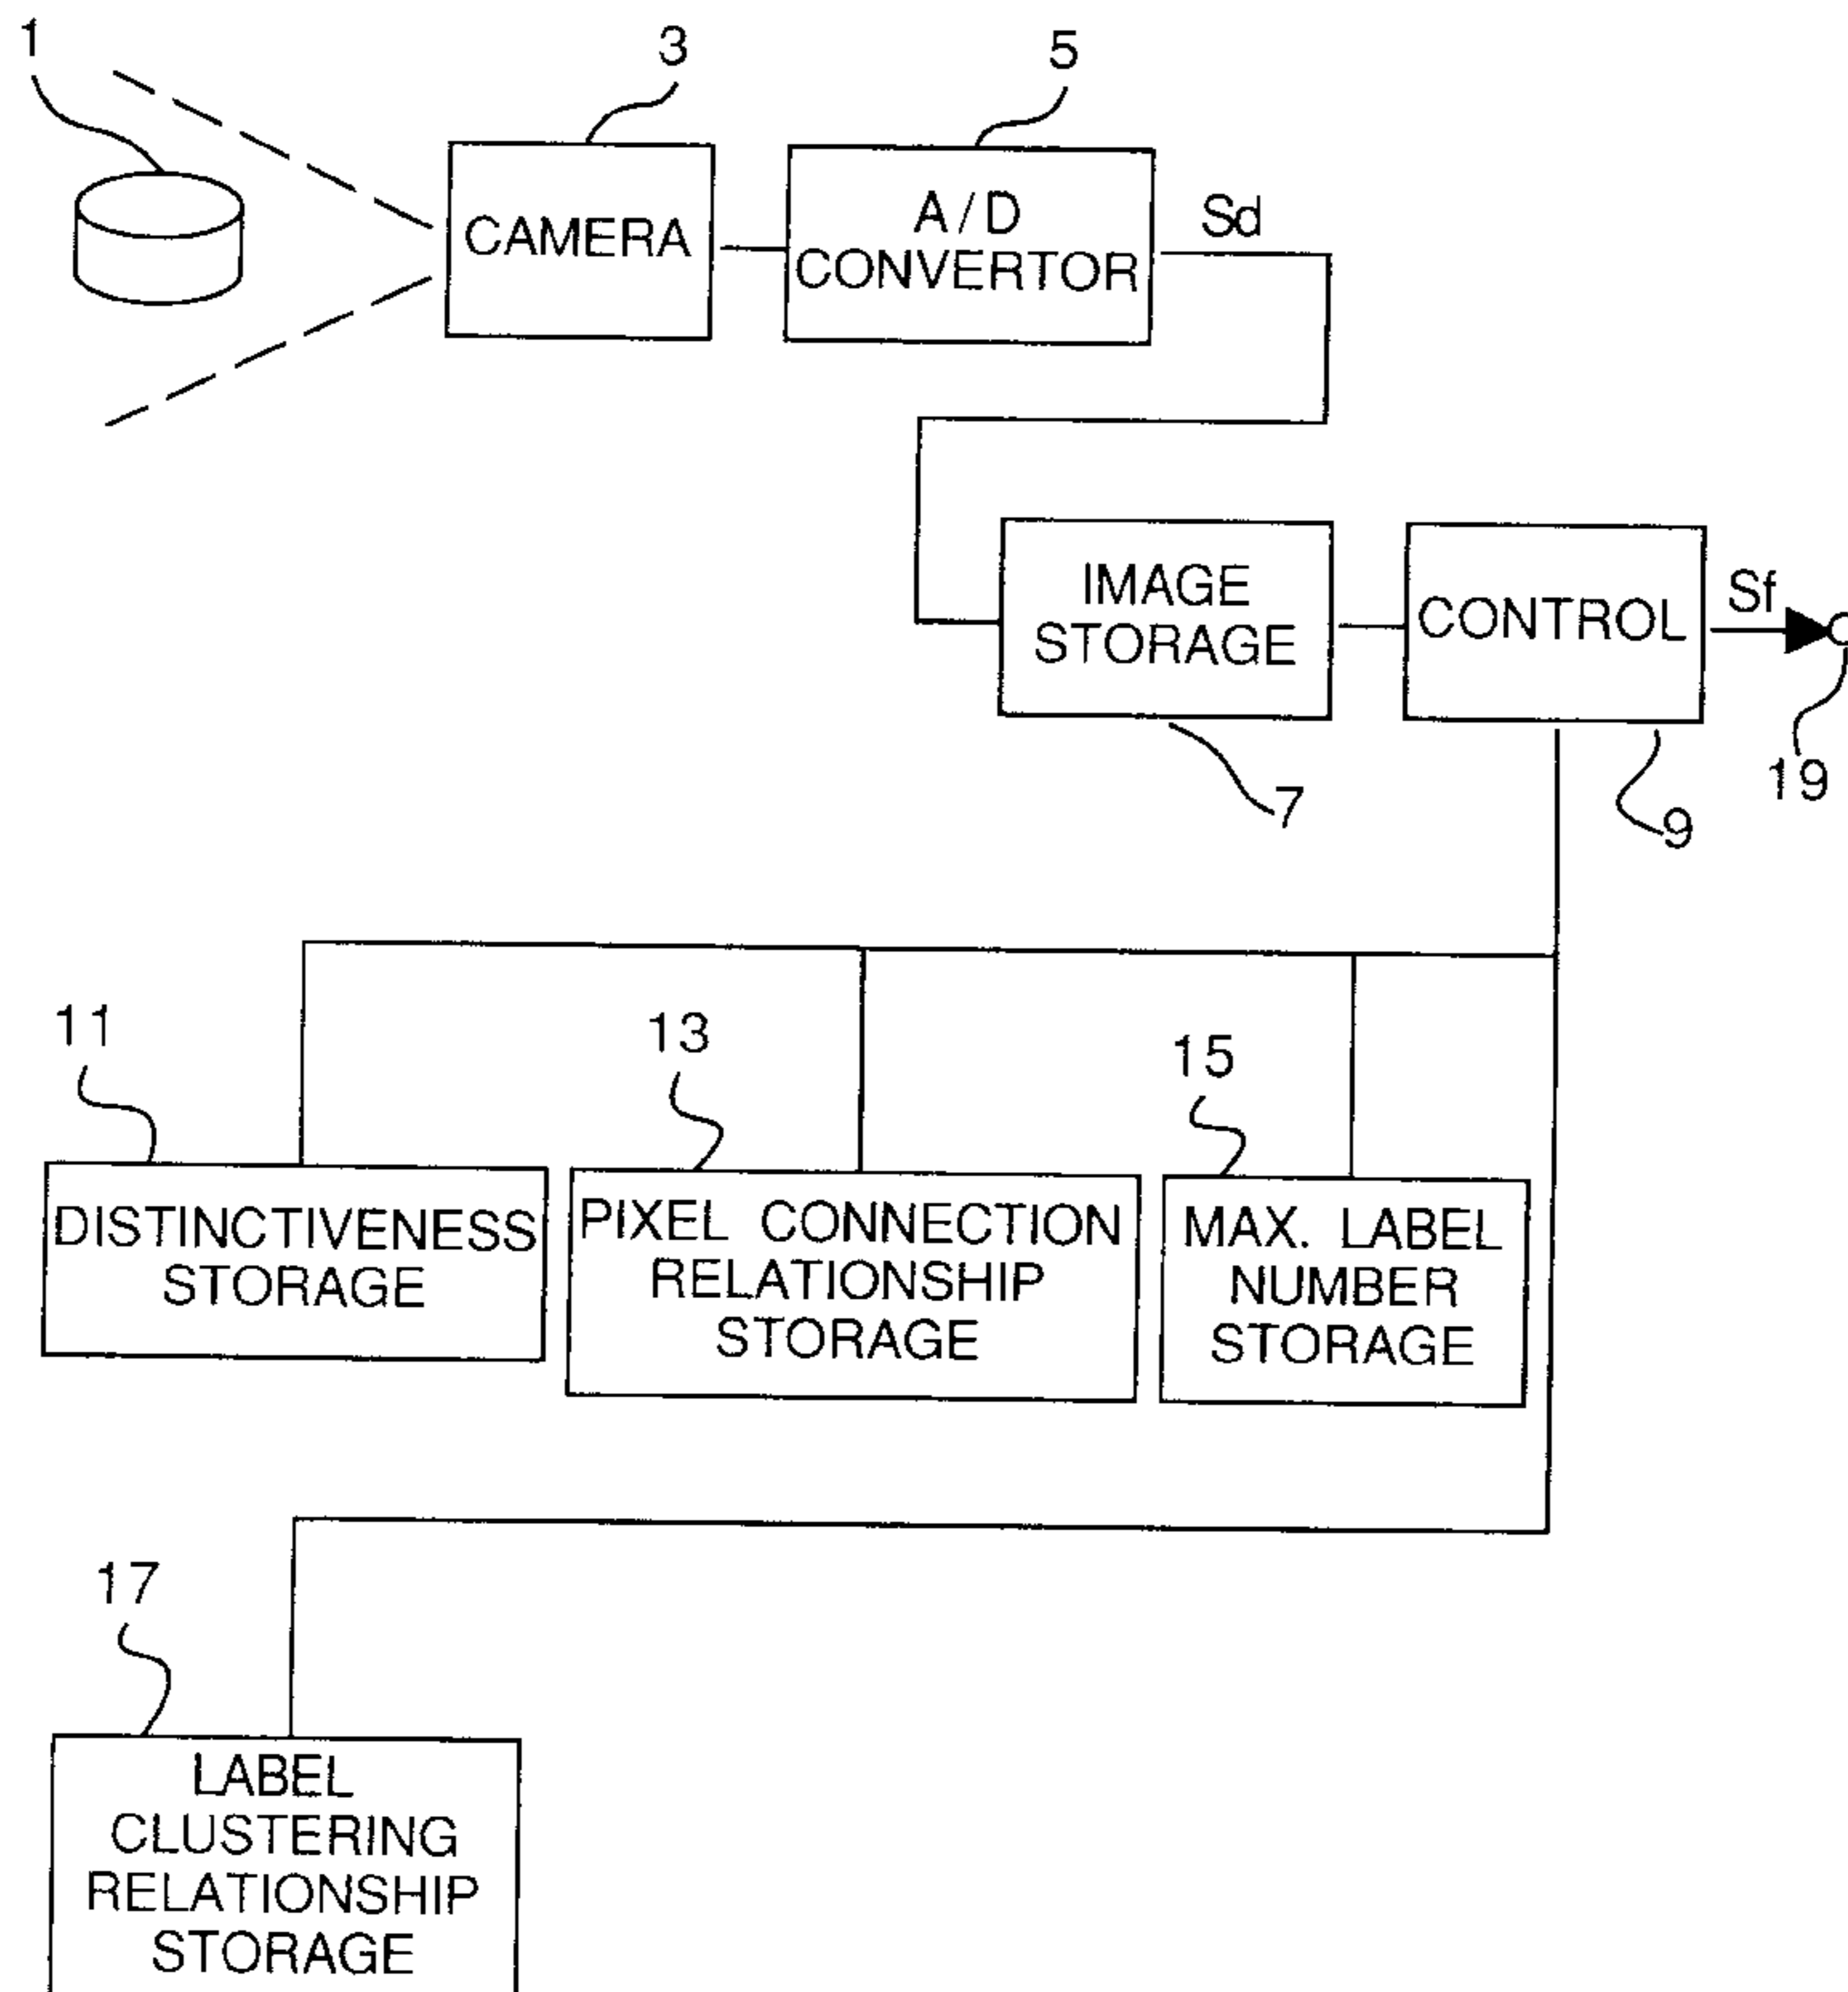 1
3
5
CAMERA
A/D
CONVERTOR
Sd
IMAGE
STORAGE
CONTROL
Sf
7
9
19
11
13
15
DISTINCTIVENESS
STORAGE
PIXEL CONNECTION
RELATIONSHIP
STORAGE
MAX. LABEL
NUMBER
STORAGE
17
LABEL
CLUSTERING
RELATIONSHIP
STORAGE